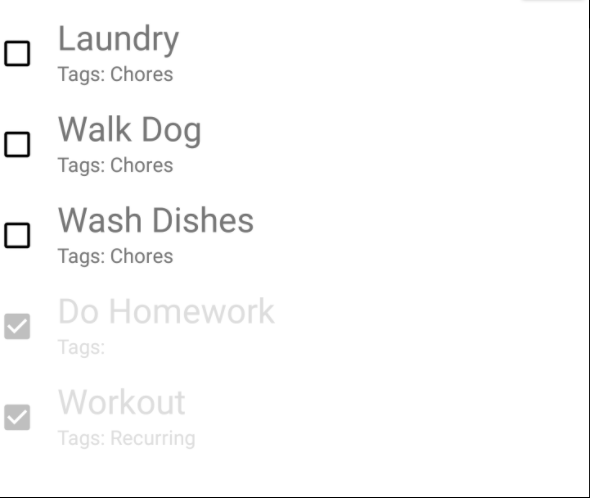 Laundry
Tags: Chores
Walk Dog
Tags: Chores
Wash Dishes
Tags: Chores
Do Homework
Tags:
Workout
Tags: Recurring